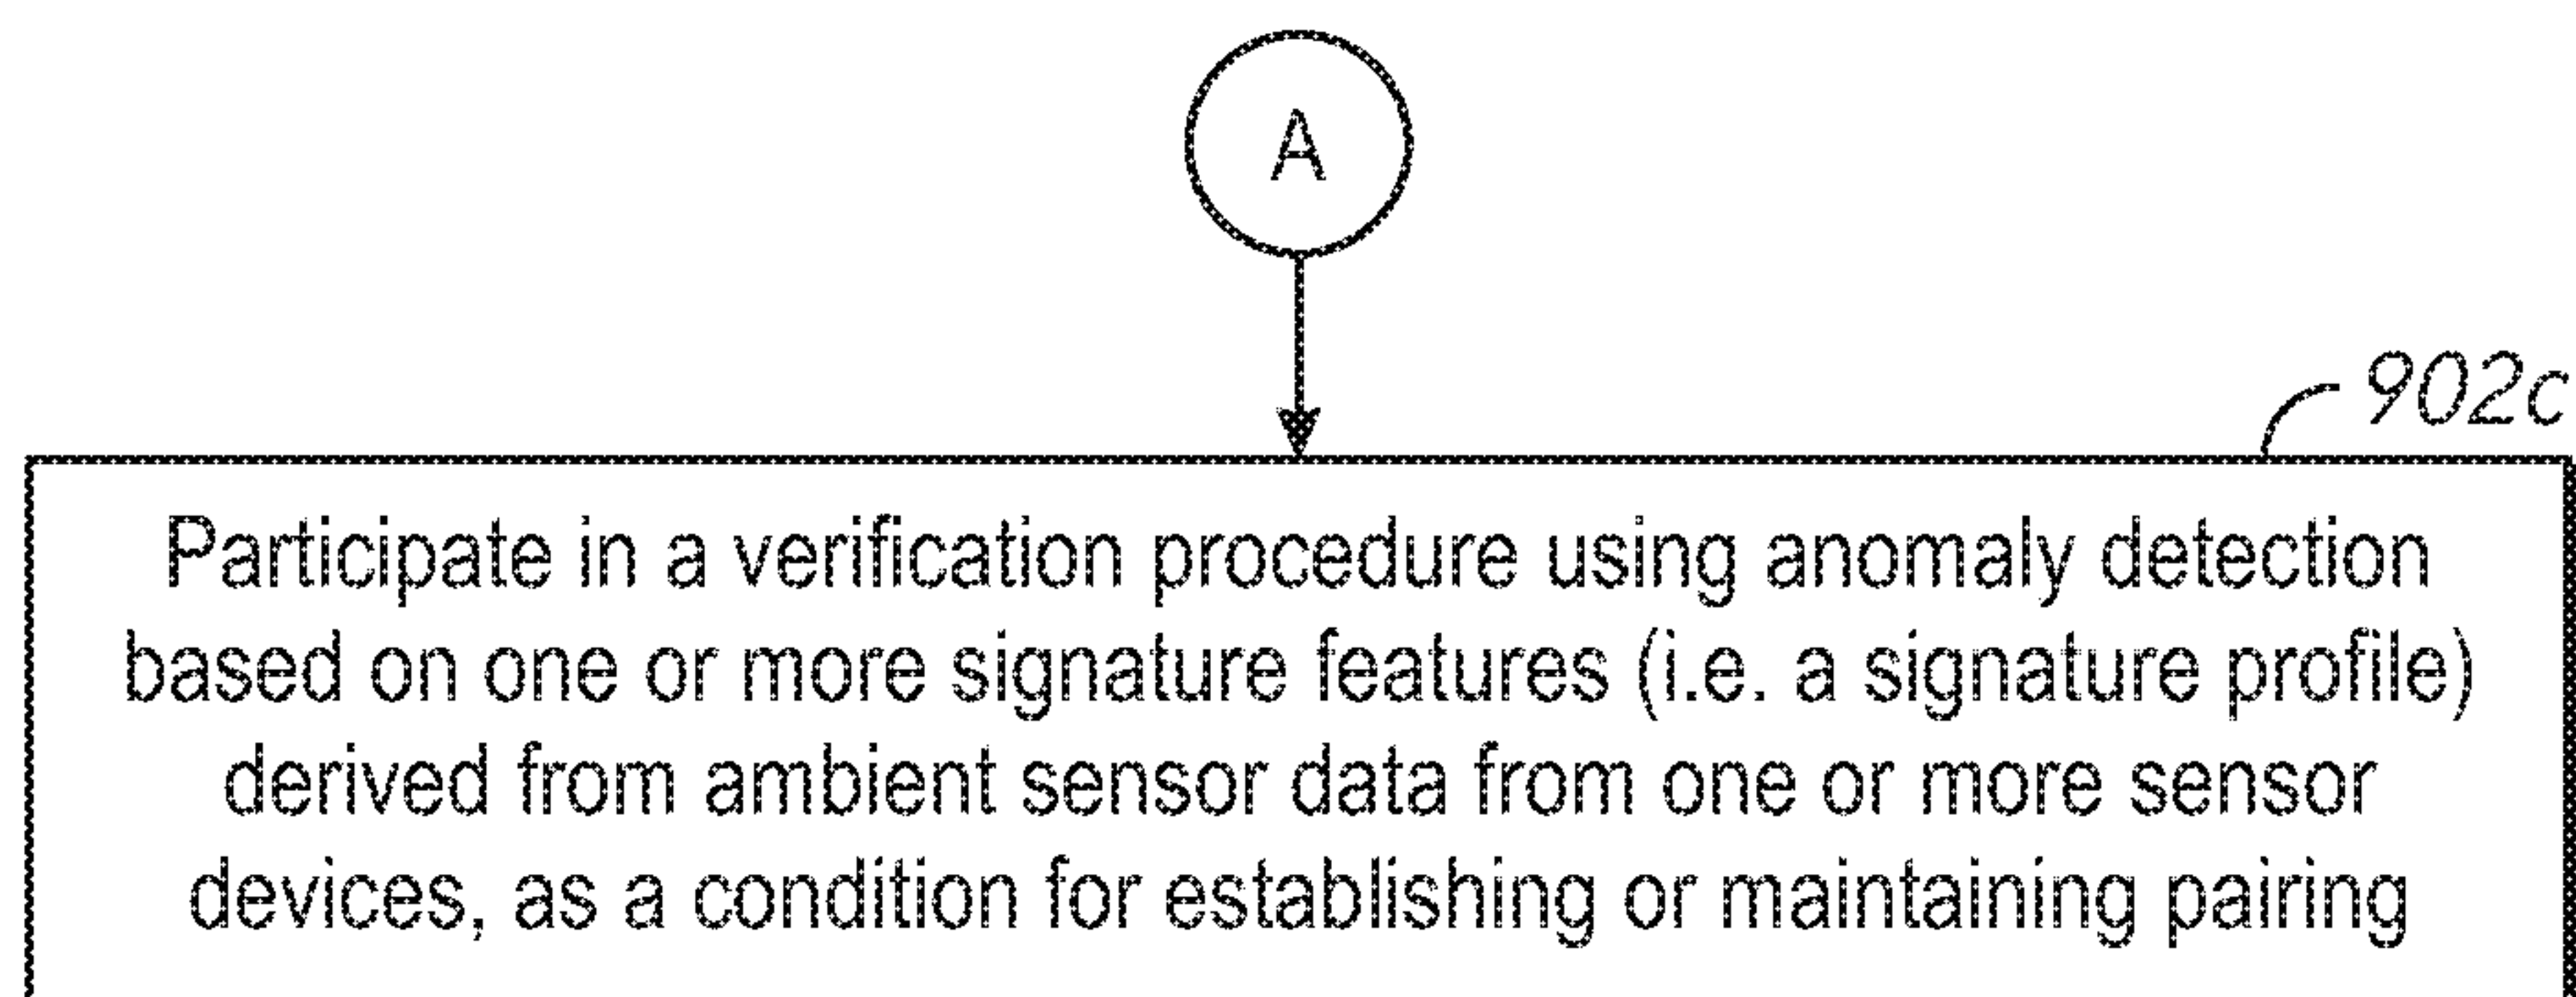 A
902c
Participate in a verification procedure using anomaly detection
based on one or more signature features (i.e. a signature profile)
derived from ambient sensor data from one or more sensor
devices, as a condition for establishing or maintaining pairing